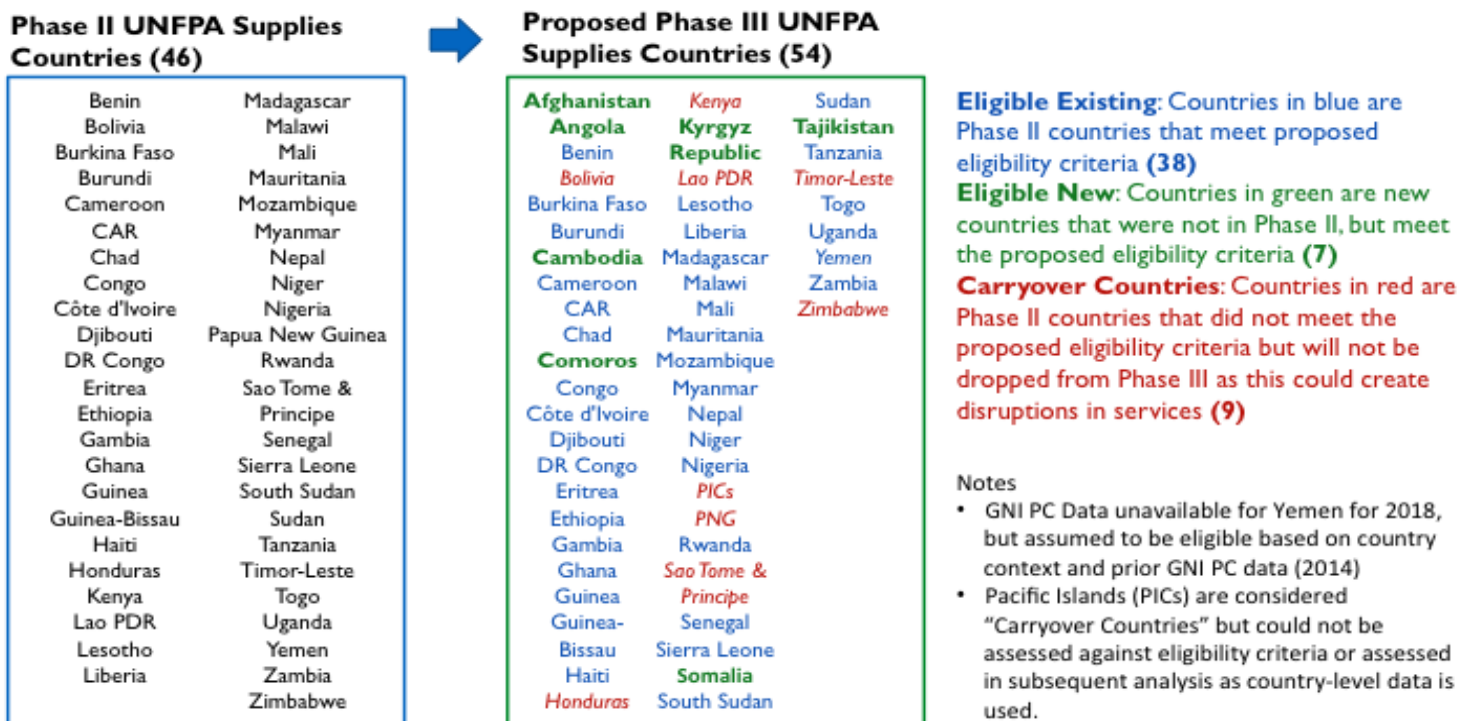 Phase II UNFPA Supplies
Countries (46)
Benin
Bolivia
Burkina Faso
Burundi
Cameroon
CAR
Chad
Congo
Côte d'Ivoire
Djibouti
DR Congo
Eritrea
Ethiopia
Gambia
Ghana
Guinea
Guinea-Bissau
Haiti
Honduras
Kenya
Lao PDR
Lesotho
Liberia
Madagascar
Malawi
Mali
Mauritania
Mozambique
Myanmar
Nepal
Niger
Nigeria
Papua New Guinea
Rwanda
Sao Tome &
Principe
Senegal
Sierra Leone
South Sudan
Sudan
Tanzania
Timor-Leste
Togo
Uganda
Yemen
Zambia
Zimbabwe
Proposed Phase III UNFPA
Supplies Countries (54)
Afghanistan
Angola
Benin
Bolivia
Burkina Faso
Burundi
Cambodia
Cameroon
CAR
Chad
Comoros
Congo
Côte d'Ivoire
Djibouti
DR Congo
Eritrea
Ethiopia
Gambia
Ghana
Guinea
Guinea-
Bissau
Haiti
Honduras
Kenya
Kyrgyz
Republic
Lao PDR
Lesotho
Liberia
Madagascar
Malawi
Mali
Mauritania
Mozambique
Myanmar
Nepal
Niger
Nigeria
PICs
PNG
Rwanda
Sao Tome &
Principe
Senegal
Sierra Leone
Somalia
South Sudan
Sudan
Tajikistan
Tanzania
Timor-Leste
Togo
Uganda
Yemen
Zambia
Zimbabwe
Eligible Existing: Countries in blue are
Phase II countries that meet proposed
eligibility criteria (38)
Eligible New: Countries in green are new
countries that were not in Phase II, but meet
the proposed eligibility criteria (7)
Carryover Countries: Countries in red are
Phase II countries that did not meet the
proposed eligibility criteria but will not be
dropped from Phase III as this could create
disruptions in services (9)
Notes
• GNI PC Data unavailable for Yemen for 2018,
but assumed to be eligible based on country
context and prior GNI PC data (2014)
• Pacific Islands (PICs) are considered
“Carryover Countries” but could not be
assessed against eligibility criteria or assessed
in subsequent analysis as country-level data is
used.